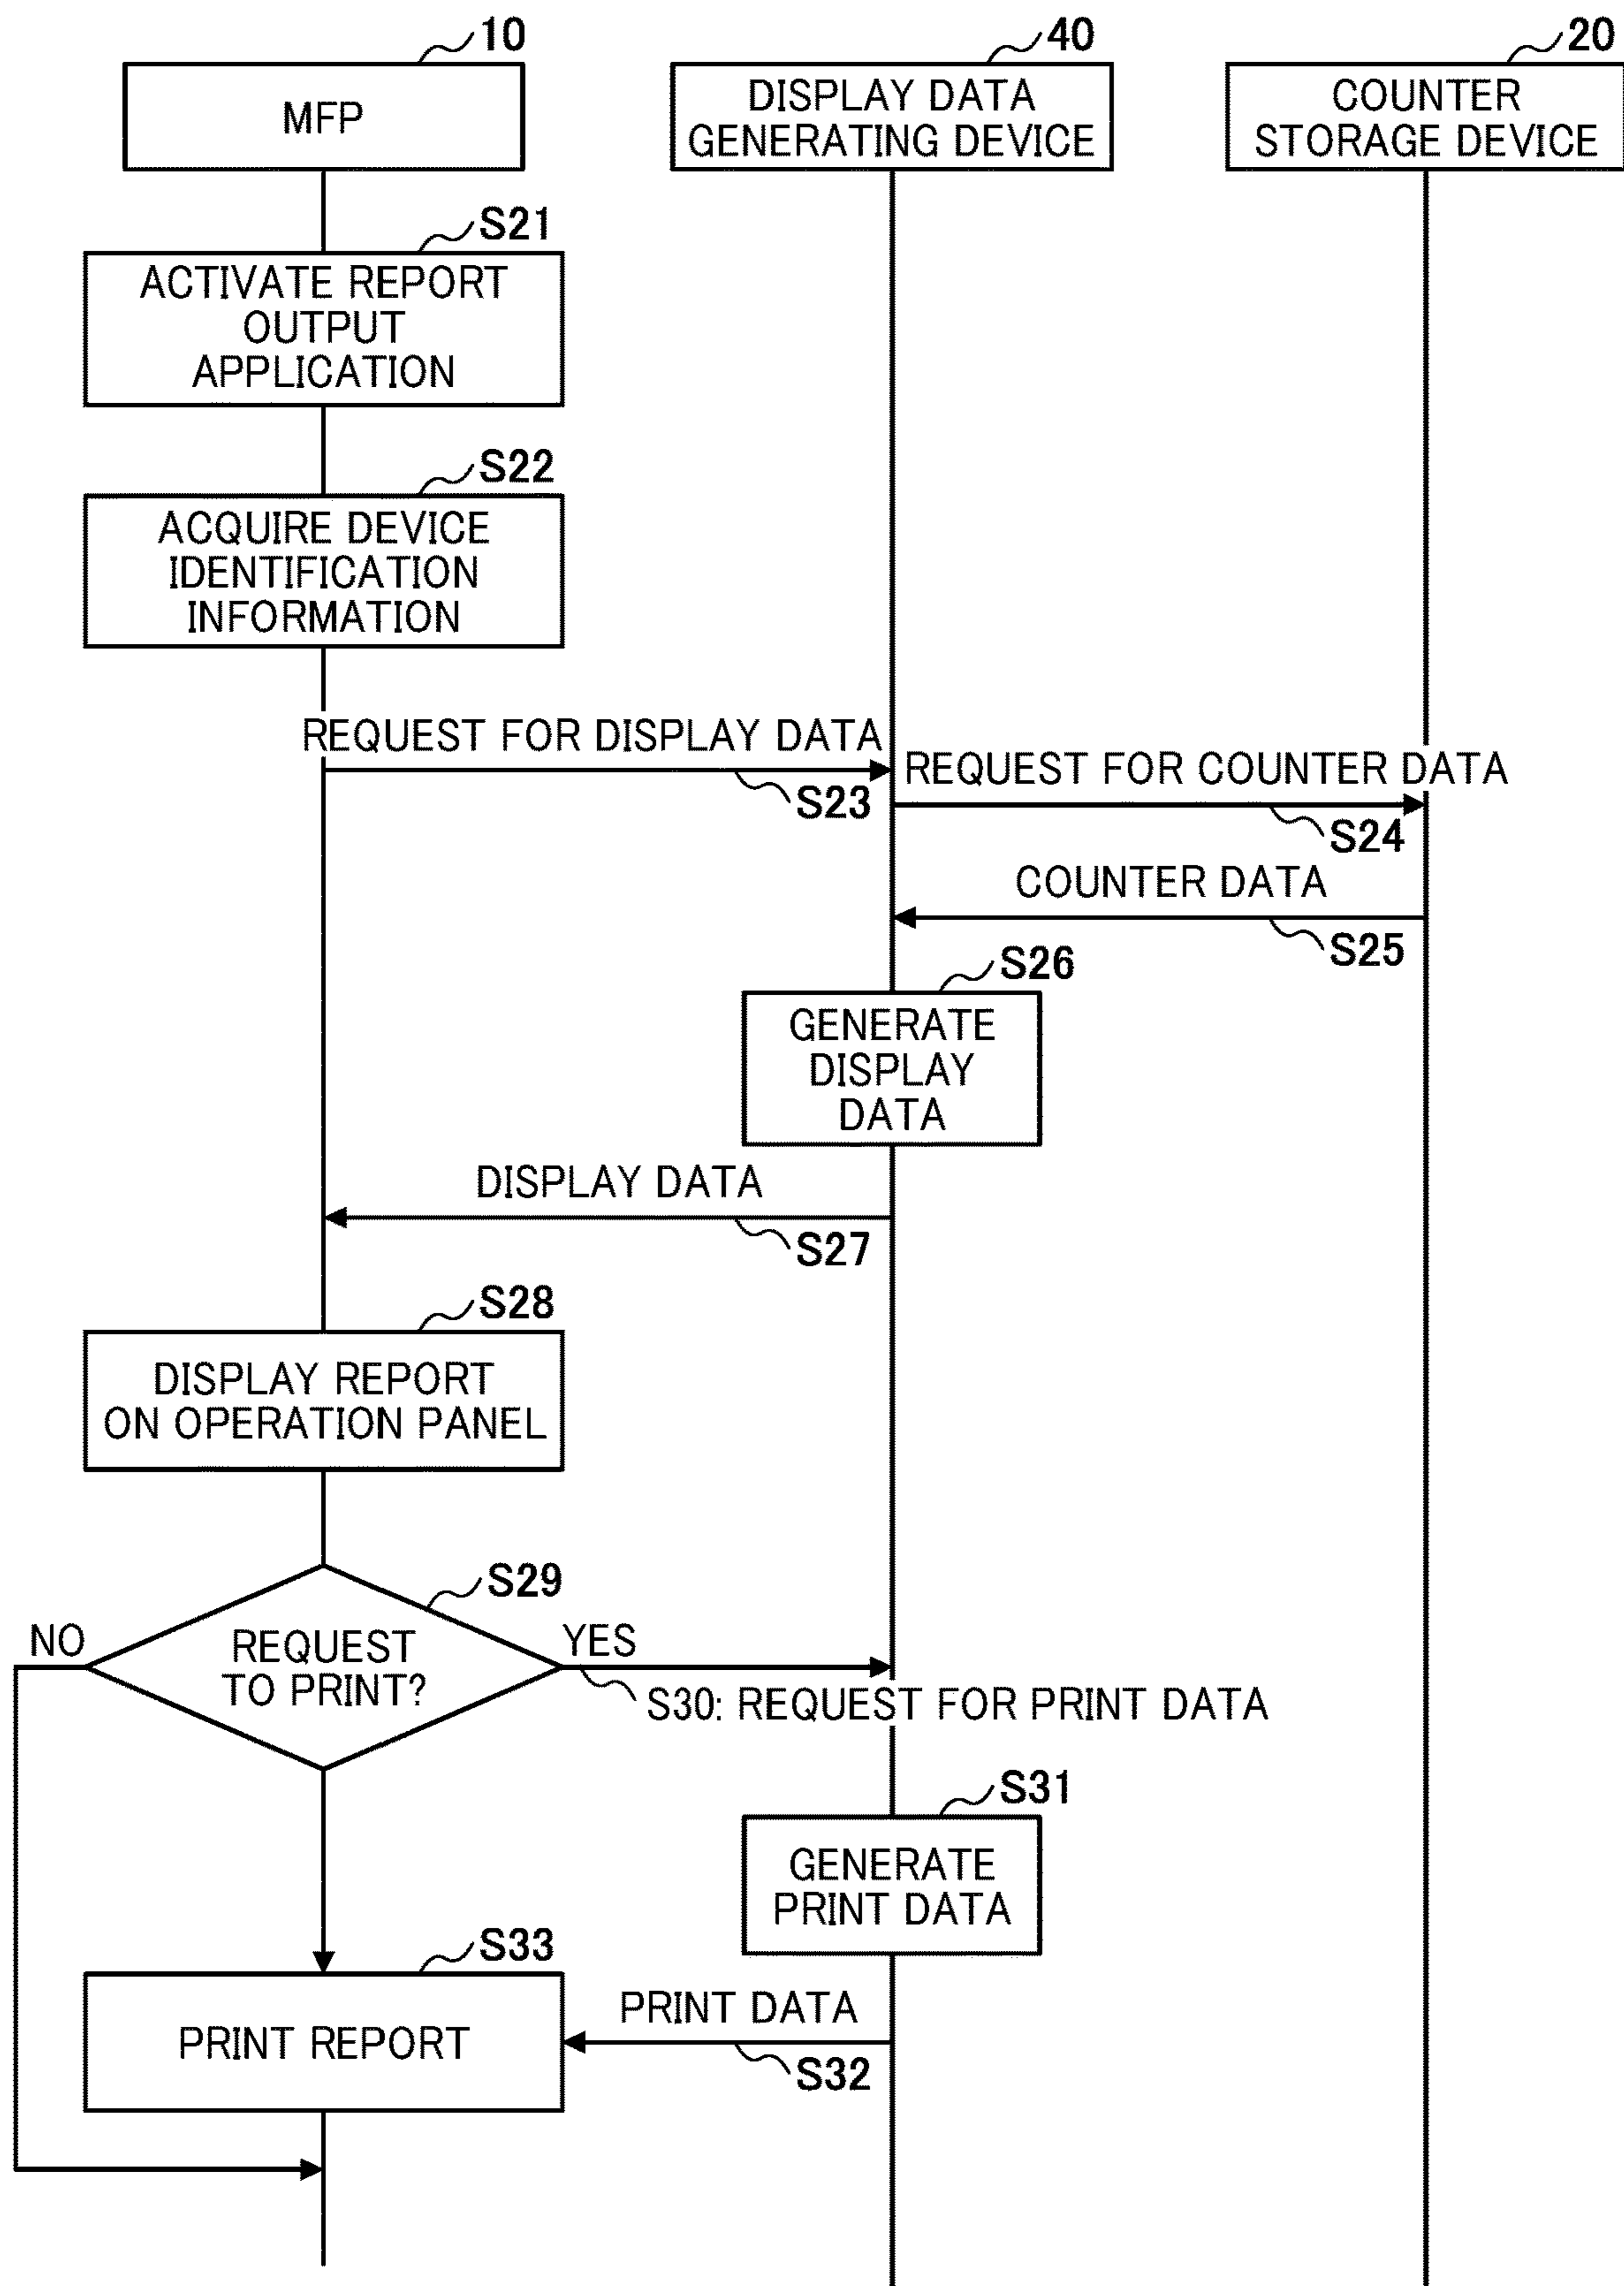 10
40
20
MFP
DISPLAY DATA
GENERATING DEVICE
COUNTER
STORAGE DEVICE
S21
ACTIVATE REPORT
OUTPUT
APPLICATION
S22
ACQUIRE DEVICE
IDENTIFICATION
INFORMATION
REQUEST FOR DISPLAY DATA
S23
REQUEST FOR COUNTER DATA
S24
COUNTER DATA
S25
S26
GENERATE
DISPLAY
DATA
DISPLAY DATA
S27
S28
DISPLAY REPORT
ON OPERATION PANEL
S29
NO
REQUEST
TO PRINT?
YES
S30: REQUEST FOR PRINT DATA
S31
GENERATE
PRINT DATA
S33
PRINT REPORT
PRINT DATA
S32